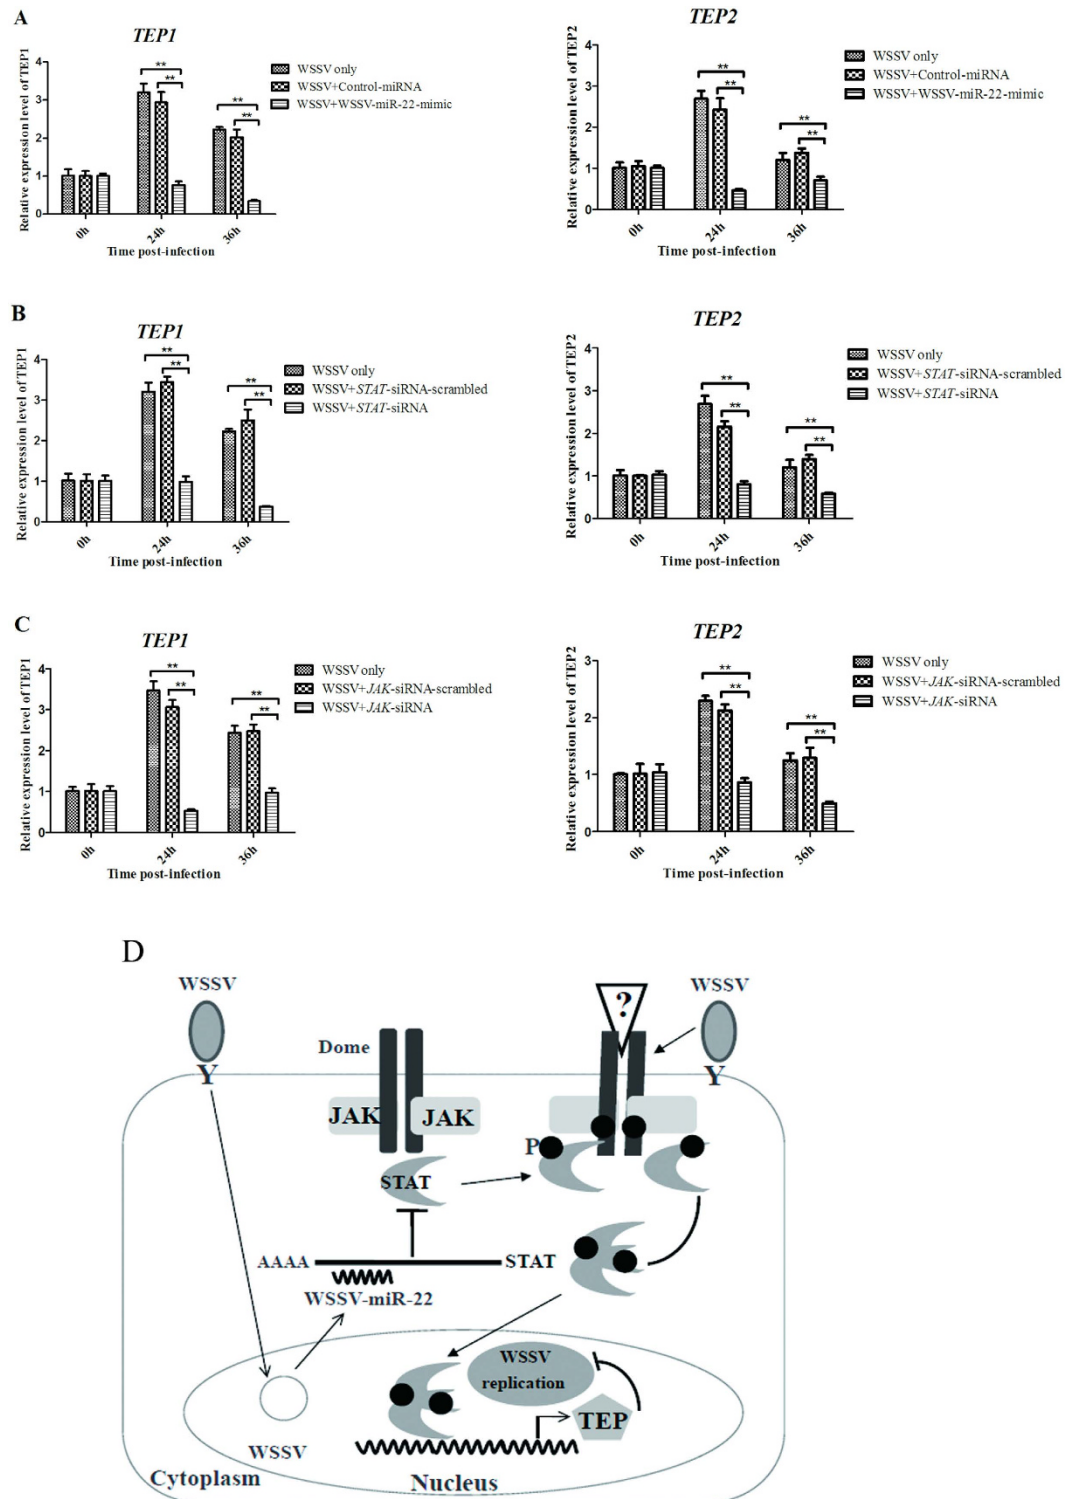 A
TEP1
Relative expression level of TEP1
4
3
2
1
0
0h
24h
36h
**
**
**
**
Time post-infection
WSSV only
WSSV+Control-miRNA
WSSV+WSSV-miR-22-mimic
TEP2
Relative expression level of TEP2
4
3
2
1
0
0h
24h
36h
**
**
**
**
Time post-infection
WSSV only
WSSV+Control-miRNA
WSSV+WSSV-miR-22-mimic
B
TEP1
Relative expression level of TEP1
4
3
2
1
0
0h
24h
36h
**
**
**
**
Time post-infection
WSSV only
WSSV+STAT-siRNA-scrambled
WSSV+STAT-siRNA
TEP2
Relative expression level of TEP2
4
3
2
1
0
0h
24h
36h
**
**
**
**
Time post-infection
WSSV only
WSSV+STAT-siRNA-scrambled
WSSV+STAT-siRNA
C
TEP1
Relative expression level of TEP1
4
3
2
1
0
0h
24h
36h
**
**
**
**
Time post-infection
WSSV only
WSSV+JAK-siRNA-scrambled
WSSV+JAK-siRNA
TEP2
Relative expression level of TEP2
3
2
1
0
0h
24h
36h
**
**
**
**
Time post-infection
WSSV only
WSSV+JAK-siRNA-scrambled
WSSV+JAK-siRNA
D
WSSV
Y
Dome
JAK
JAK
?
WSSV
Y
P
STAT
AAAA
STAT
WSSV-miR-22
WSSV
replication
TEP
WSSV
Cytoplasm
Nucleus